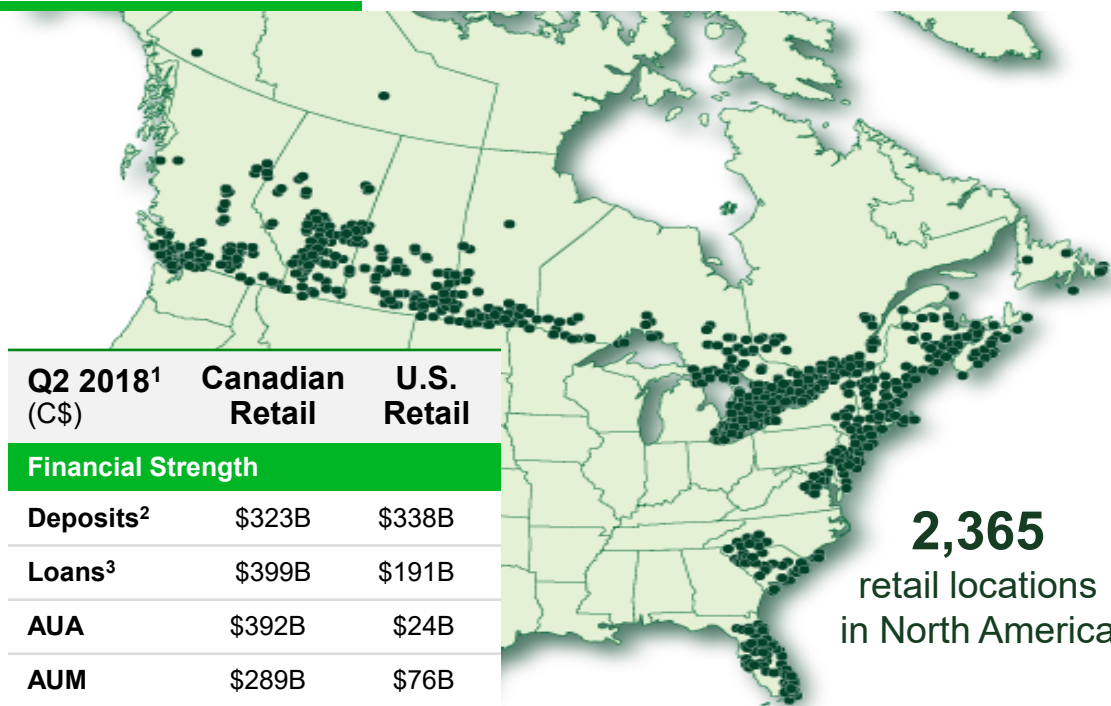 Q2 2018¹ Canadian Retail U.S. Retail
(C$)
Financial Strength
Deposits² $323B $338B
Loans³ $399B $191B
AUA $392B $24B
AUM $289B $76B
2,365
retail locations
in North America